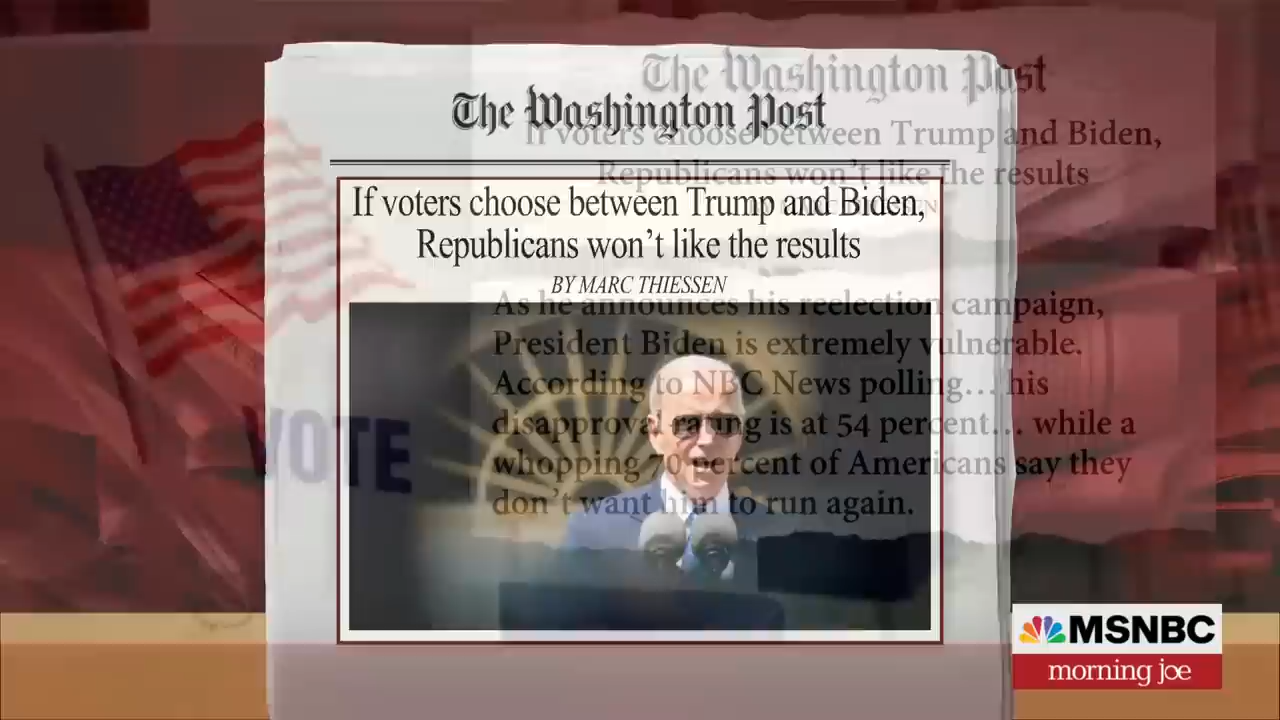 The Washington Post
If voters choose between Trump and Biden,
Republicans won't like the results
BY MARC THIESSEN
The Washington Post
If voters choose between Trump and Biden,
Republicans won't like the results
As he announces his reelection campaign,
President Biden is extremely vulnerable.
According to NBC News polling… his
disapproval rating is at 54 percent… while a
whopping 70 percent of Americans say they
don't want him to run again.
VOTE
MSNBC
morning joe